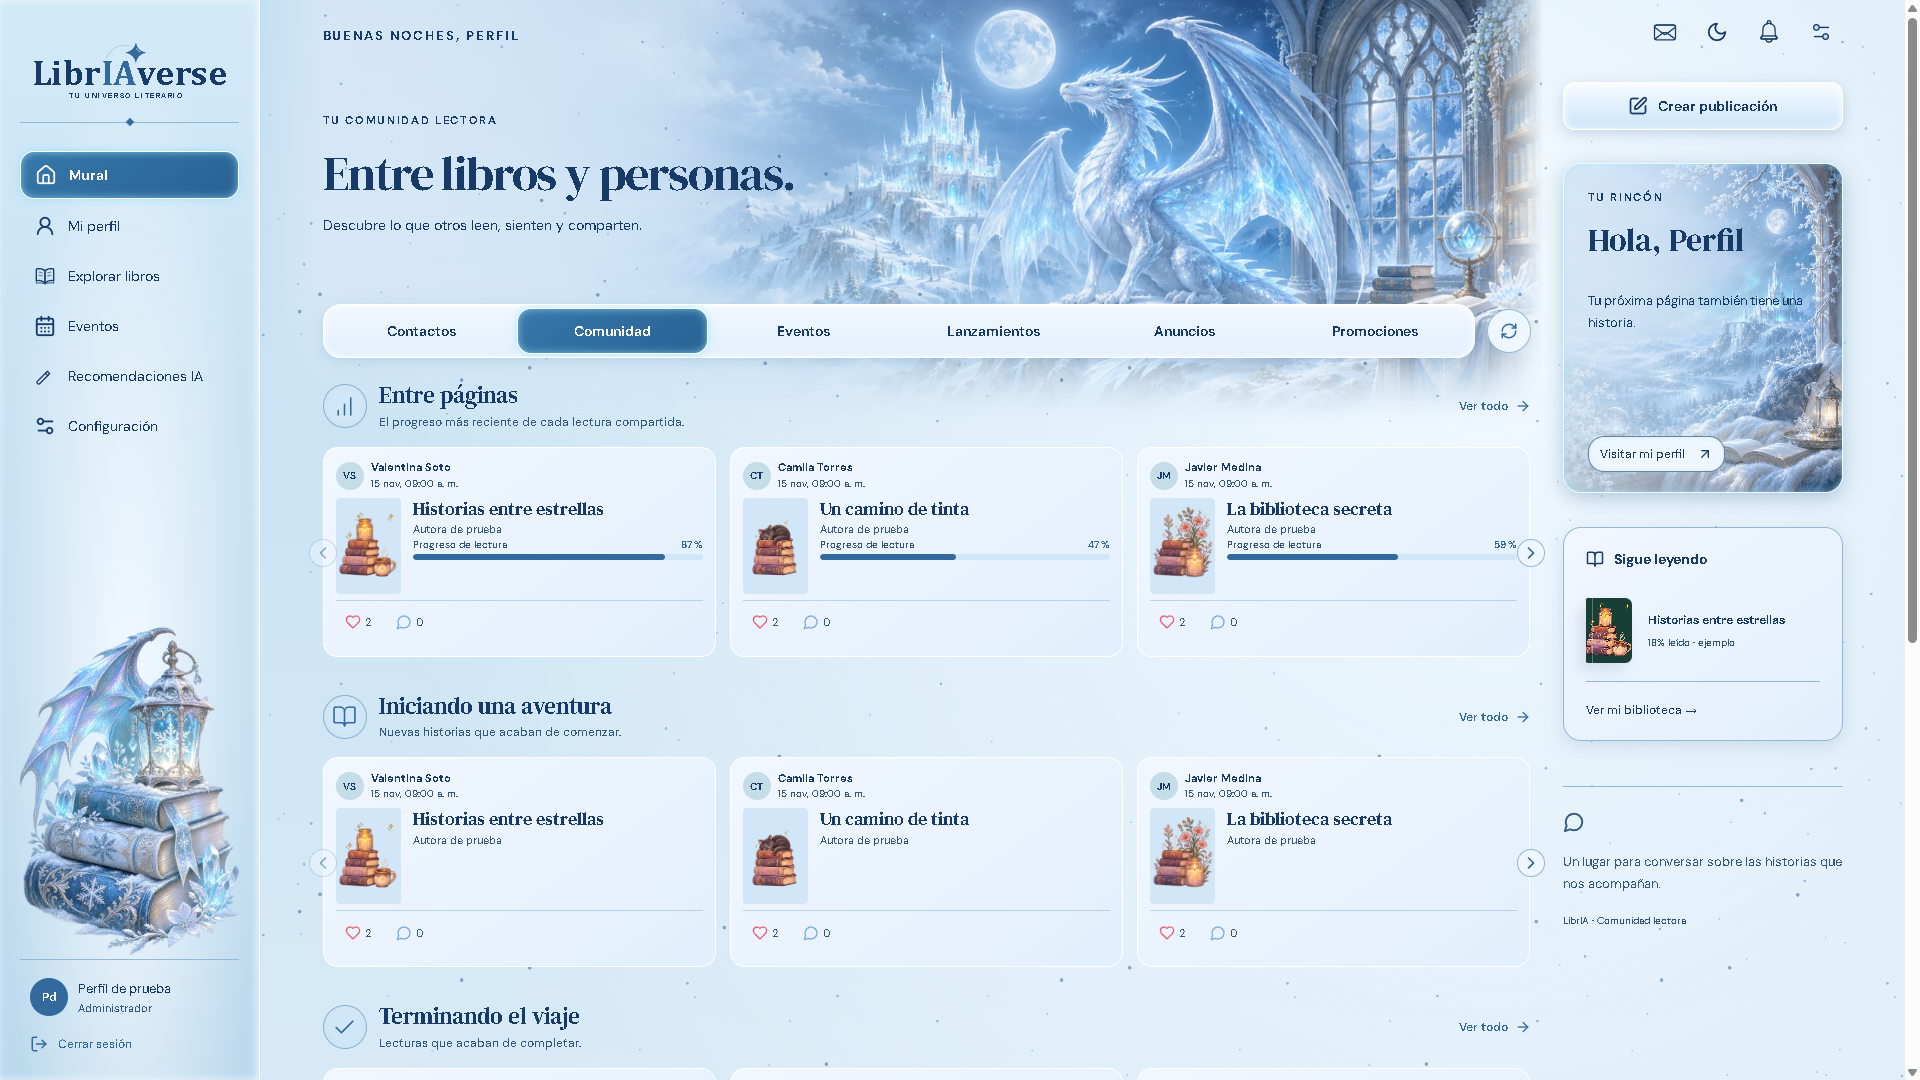 LibrIAverse
TU UNIVERSO LITERARIO
Mural
Mi perfil
Explorar libros
Eventos
Recomendaciones IA
Configuración
Pd
Perfil de prueba
Administrador
Cerrar sesión
BUENAS NOCHES, PERFIL
TU COMUNIDAD LECTORA
Entre libros y personas.
Descubre lo que otros leen, sienten y comparten.
Contactos
Comunidad
Eventos
Lanzamientos
Anuncios
Promociones
Entre páginas
El progreso más reciente de cada lectura compartida.
Ver todo
VS
Valentina Soto
15 nov, 09:00 a. m.
Historias entre estrellas
Autora de prueba
Progreso de lectura 87%
2 0
CT
Camila Torres
15 nov, 09:00 a. m.
Un camino de tinta
Autora de prueba
Progreso de lectura 47%
2 0
JM
Javier Medina
15 nov, 09:00 a. m.
La biblioteca secreta
Autora de prueba
Progreso de lectura 59%
2 0
Iniciando una aventura
Nuevas historias que acaban de comenzar.
Ver todo
VS
Valentina Soto
15 nov, 09:00 a. m.
Historias entre estrellas
Autora de prueba
2 0
CT
Camila Torres
15 nov, 09:00 a. m.
Un camino de tinta
Autora de prueba
2 0
JM
Javier Medina
15 nov, 09:00 a. m.
La biblioteca secreta
Autora de prueba
2 0
Terminando el viaje
Lecturas que acaban de completar.
Ver todo
Crear publicación
TU RINCÓN
Hola, Perfil
Tu próxima página también tiene una
historia.
Visitar mi perfil
Sigue leyendo
Historias entre estrellas
18% leído · ejemplo
Ver mi biblioteca →
Un lugar para conversar sobre las historias que
nos acompañan.
LibrIA · Comunidad lectora